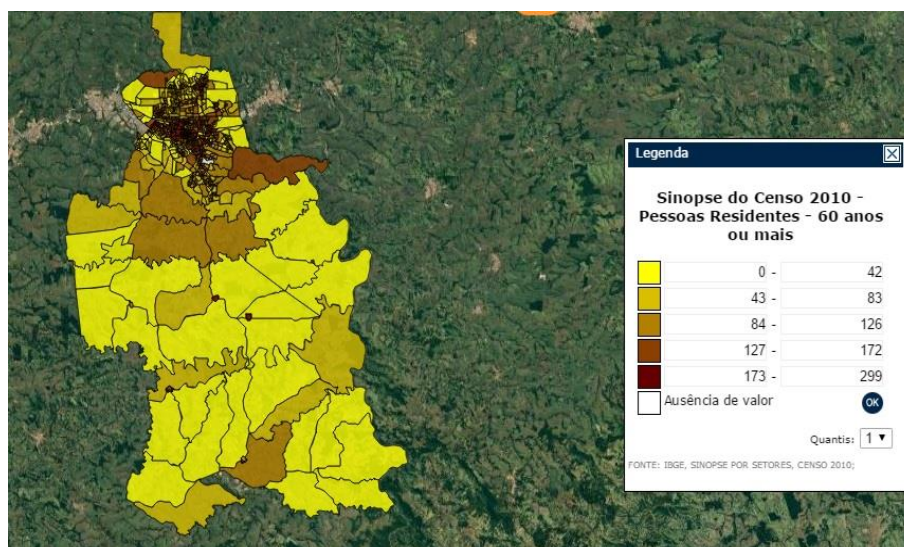 Legenda
Sinopse do Censo 2010 -
Pessoas Residentes - 60 anos
ou mais
0 - 42
43 - 83
84 - 126
127 - 172
173 - 299
Ausência de valor OK
Quantis: 1
FONTE: IBGE, SINOPSE POR SETORES, CENSO 2010;